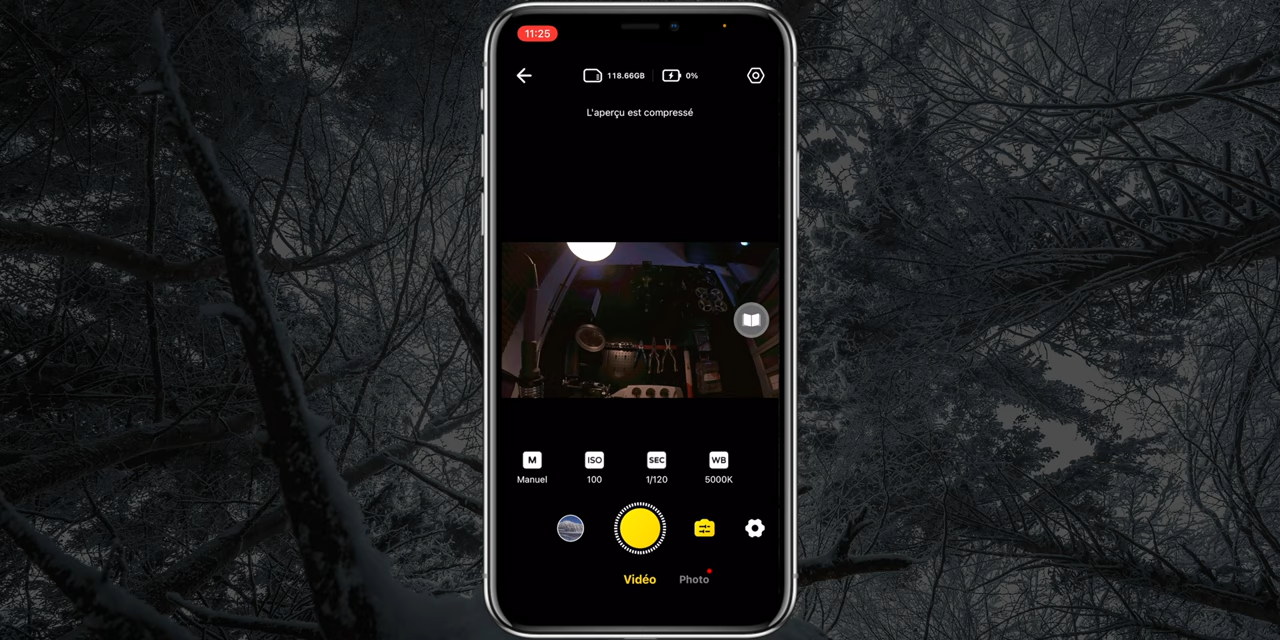 11:25
118.66GB 0%
L'aperçu est compressé
M ISO SEC WB
Manuel 100 1/120 5000K
Vidéo Photo